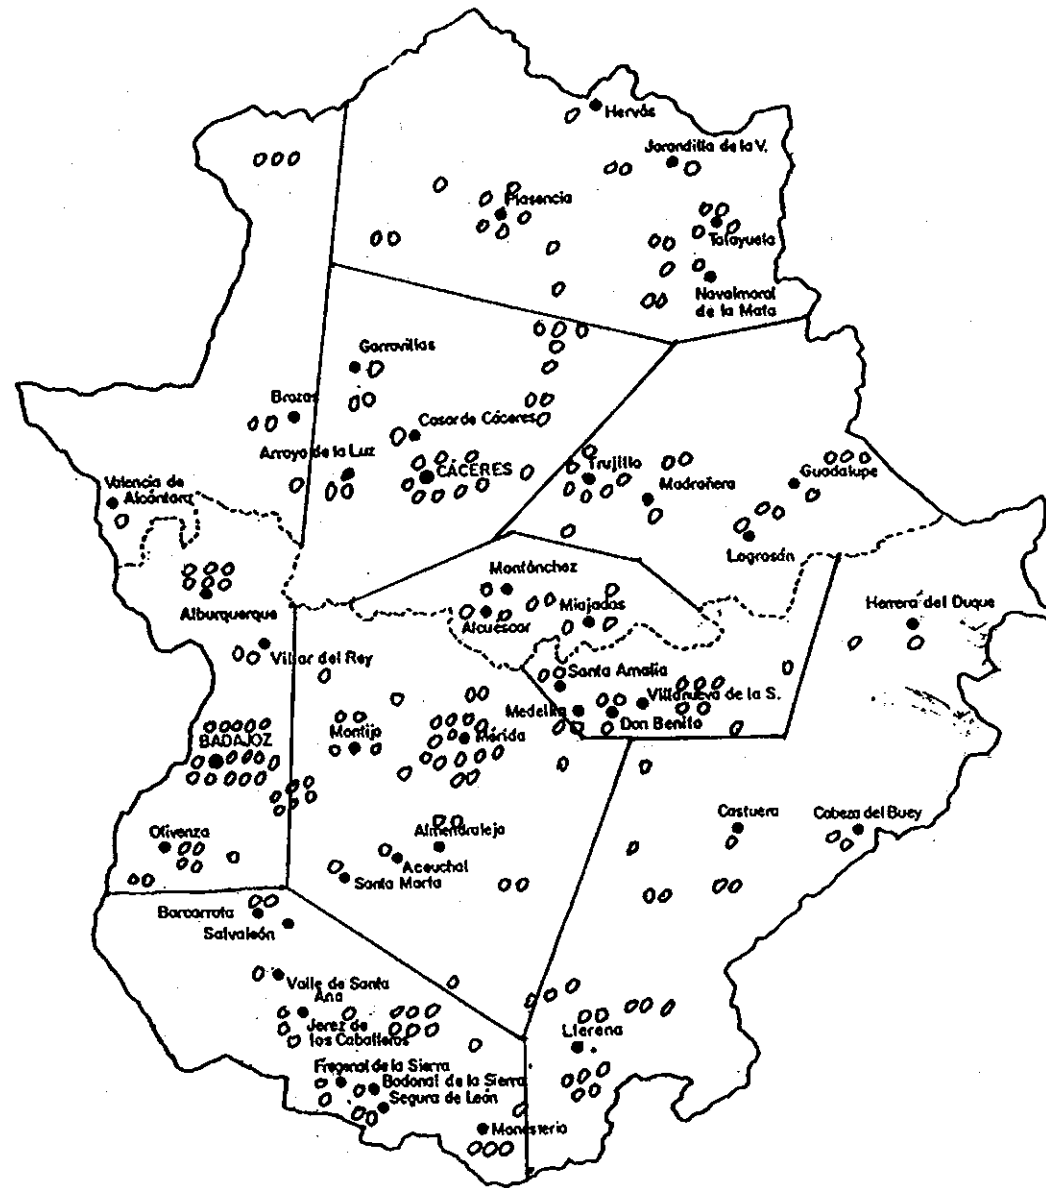 Hervás
Jarandilla de la V.
Plasencia
Talayuela
Navalmoral
de la Mata
Garrovillas
Brozas
Casar de Cáceres
Arroyo de la Luz
CÁCERES
Trujillo
Madroñera
Guadalupe
Valencia de
Alcántara
Logrosán
Montánchez
Alburquerque
Alcuéscar
Miajadas
Herrera del Duque
Villar del Rey
Santa Amalia
Villanueva de la S.
Medellín
Don Benito
BADAJOZ
Montijo
Mérida
Castuera
Cabeza del Buey
Olivenza
Almendralejo
Aceuchal
Santa Marta
Barcarrota
Salvaleón
Valle de Santa
Ana
Jerez de
los Caballeros
Llerena
Fregenal de la Sierra
Bodonal de la Sierra
Segura de León
Monesterio